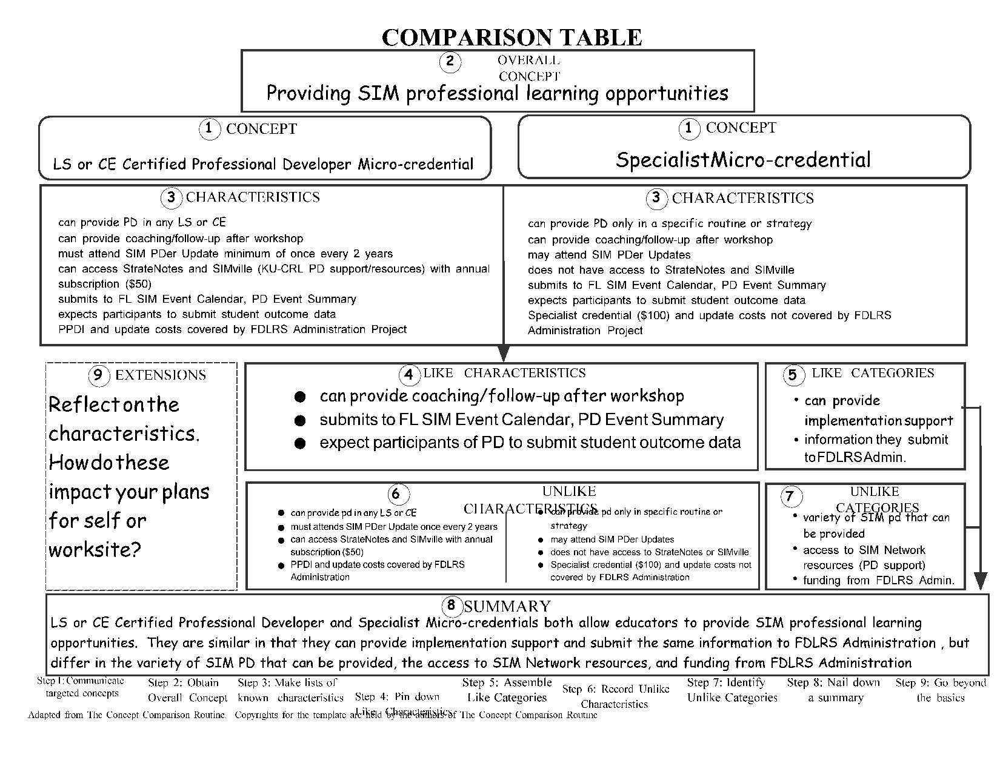 COMPARISON TABLE
2 OVERALL
CONCEPT
Providing SIM professional learning opportunities
1 CONCEPT
LS or CE Certified Professional Developer Micro-credential
1 CONCEPT
SpecialistMicro-credential
3 CHARACTERISTICS
can provide PD in any LS or CE
can provide coaching/follow-up after workshop
must attend SIM PDer Update minimum of once every 2 years
can access StrateNotes and SIMville (KU-CRL PD support/resources) with annual
subscription ($50)
submits to FL SIM Event Calendar, PD Event Summary
expects participants to submit student outcome data
PPDI and update costs covered by FDLRS Administration Project
3 CHARACTERISTICS
can provide PD only in a specific routine or strategy
can provide coaching/follow-up after workshop
may attend SIM PDer Updates
does not have access to StrateNotes and SIMville
submits to FL SIM Event Calendar, PD Event Summary
expects participants to submit student outcome data
Specialist credential ($100) and update costs not covered by FDLRS
Administration Project
9 EXTENSIONS
Reflect on the
characteristics.
How do these
impact your plans
for self or
worksite?
4 LIKE CHARACTERISTICS
● can provide coaching/follow-up after workshop
● submits to FL SIM Event Calendar, PD Event Summary
● expect participants of PD to submit student outcome data
5 LIKE CATEGORIES
• can provide
implementation support
• information they submit
to FDLRS Admin.
6 UNLIKE
CHARACTERISTICS
● can provide pd in any LS or CE
● must attends SIM PDer Update once every 2 years
● can access StrateNotes and SIMville with annual
subscription ($50)
● PPDI and update costs covered by FDLRS
Administration
● can provide pd only in specific routine or
strategy
● may attend SIM PDer Updates
● does not have access to StrateNotes or SIMville
● Specialist credential ($100) and update costs not
covered by FDLRS Administration
7 UNLIKE
CATEGORIES
• variety of SIM pd that can
be provided
• access to SIM Network
resources (PD support)
• funding from FDLRS Admin.
8 SUMMARY
LS or CE Certified Professional Developer and Specialist Micro-credentials both allow educators to provide SIM professional learning
opportunities. They are similar in that they can provide implementation support and submit the same information to FDLRS Administration , but
differ in the variety of SIM PD that can be provided, the access to SIM Network resources, and funding from FDLRS Administration
Step 1: Communicate
targeted concepts
Step 2: Obtain
Overall Concept
Step 3: Make lists of
known characteristics
Step 4: Pin down
Like Characteristics
Step 5: Assemble
Like Categories
Step 6: Record Unlike
Characteristics
Step 7: Identify
Unlike Categories
Step 8: Nail down
a summary
Step 9: Go beyond
the basics
Adapted from The Concept Comparison Routine. Copyrights for the template are held by the authors of The Concept Comparison Routine